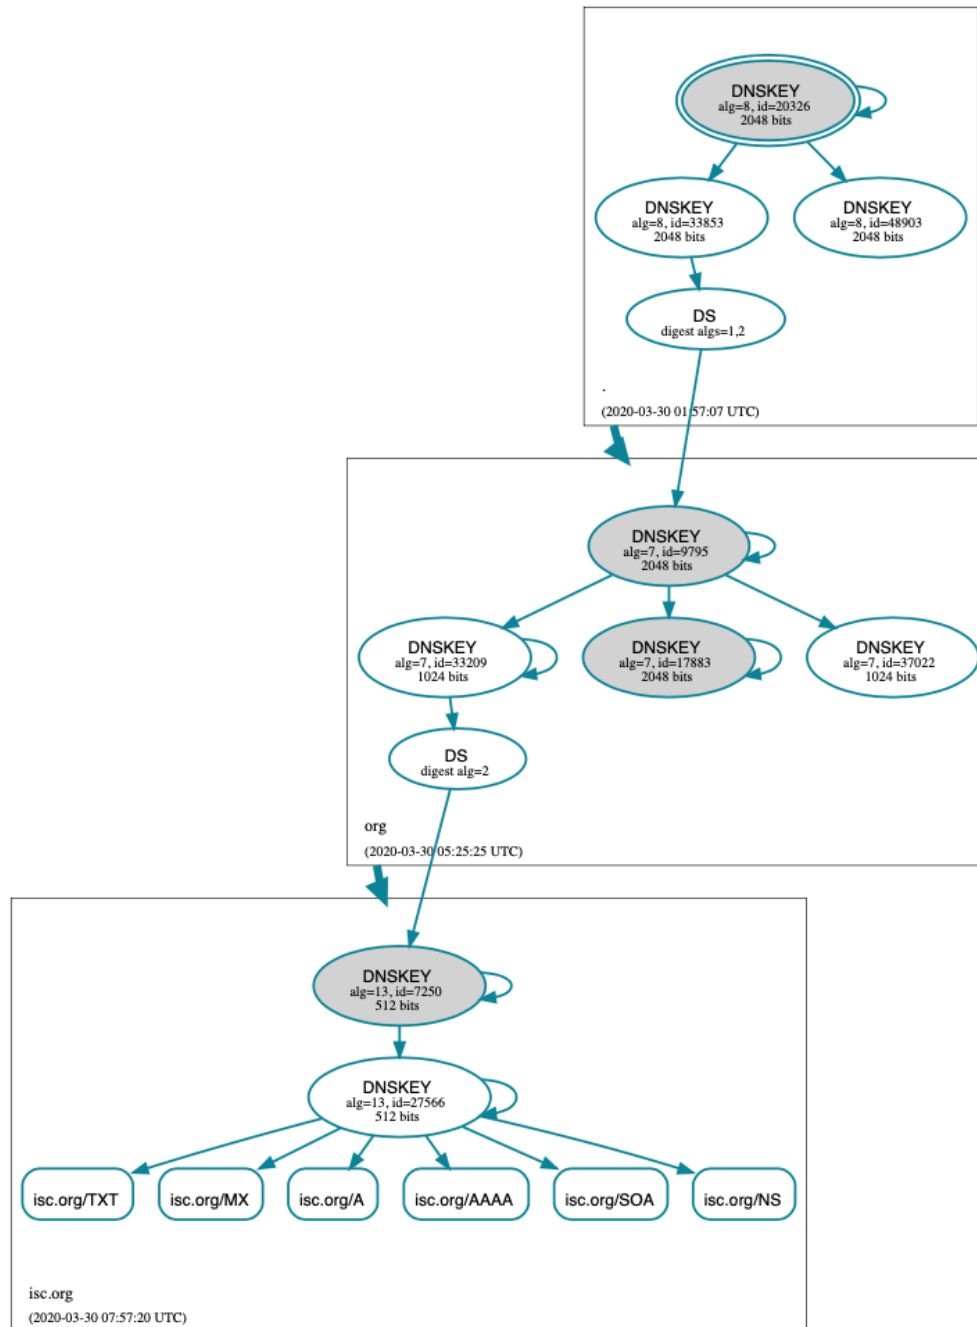 DNSKEY
alg=8, id=20326
2048 bits
DNSKEY
alg=8, id=33853
2048 bits
DNSKEY
alg=8, id=48903
2048 bits
DS
digest algs=1,2
.
(2020-03-30 01:57:07 UTC)
DNSKEY
alg=7, id=9795
2048 bits
DNSKEY
alg=7, id=33209
1024 bits
DNSKEY
alg=7, id=17883
2048 bits
DNSKEY
alg=7, id=37022
1024 bits
DS
digest alg=2
org
(2020-03-30 05:25:25 UTC)
DNSKEY
alg=13, id=7250
512 bits
DNSKEY
alg=13, id=27566
512 bits
isc.org/TXT
isc.org/MX
isc.org/A
isc.org/AAAA
isc.org/SOA
isc.org/NS
isc.org
(2020-03-30 07:57:20 UTC)